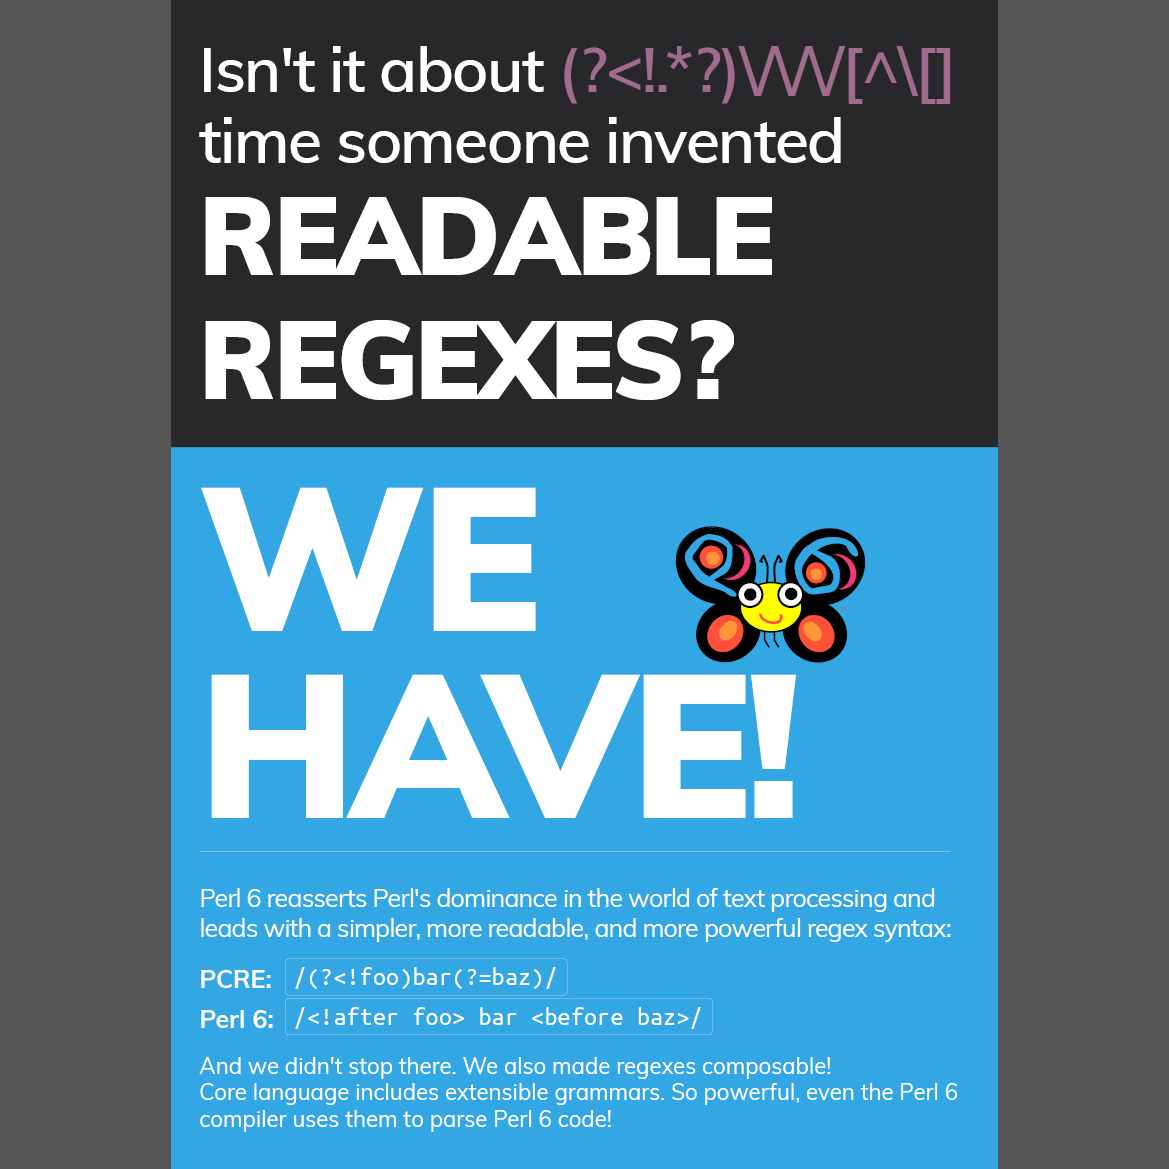 Isn't it about (?<!.*?)\/\/\/[^\[]
time someone invented
READABLE
REGEXES?
WE
HAVE!
Perl 6 reasserts Perl's dominance in the world of text processing and
leads with a simpler, more readable, and more powerful regex syntax:
PCRE: /(?<!foo)bar(?=baz)/
Perl 6: /<!after foo> bar <before baz>/
And we didn't stop there. We also made regexes composable!
Core language includes extensible grammars. So powerful, even the Perl 6
compiler uses them to parse Perl 6 code!